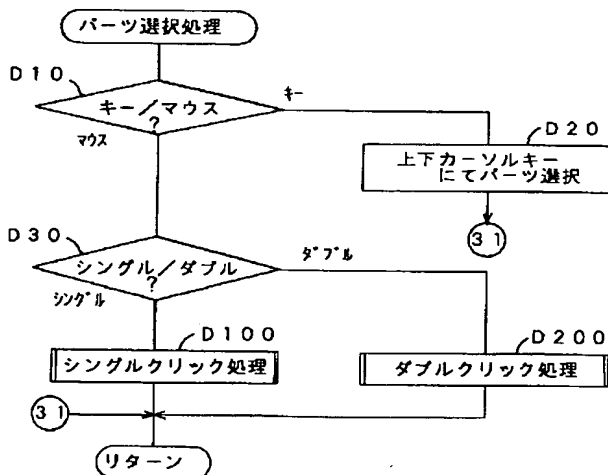 パーツ選択処理
D10
キー/マウス
?
キー
マウス
D20
上下カーソルキー
にてパーツ選択
31
D30
シングル/ダブル
?
ダブル
シングル
D100
シングルクリック処理
D200
ダブルクリック処理
31
リターン